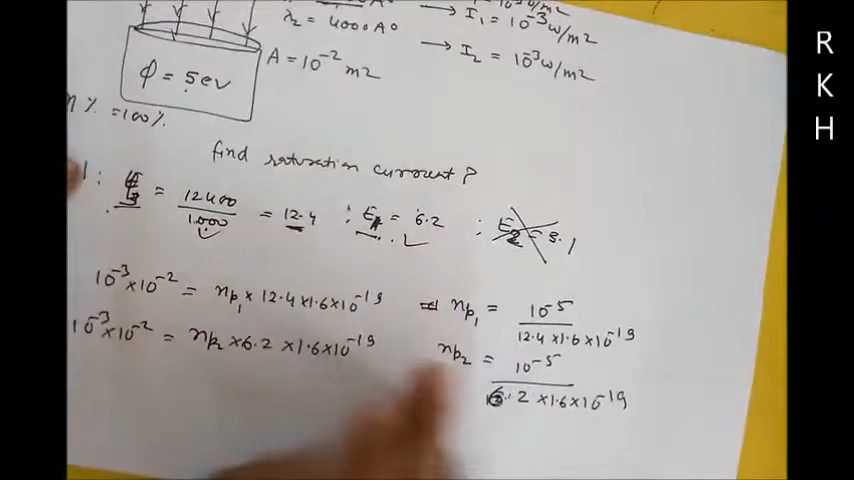 λ₂ = 4000 A° → I₁ = 10⁻³ w/m²
A = 10⁻² m² → I₂ = 10⁻³ w/m²
φ = 5ev
η % = 100%
find saturation current?
= 12400 / 1000 = 12.4 ; E = 6.2 ; E₂ = 3.1
10⁻³ × 10⁻² = np₁ × 12.4 × 1.6 × 10⁻¹⁹ ⇒ np₁ = 10⁻⁵ / 12.4 × 1.6 × 10⁻¹⁹
10⁻³ × 10⁻² = np₂ × 6.2 × 1.6 × 10⁻¹⁹ np₂ = 10⁻⁵ / 6.2 × 1.6 × 10⁻¹⁹
R
K
H